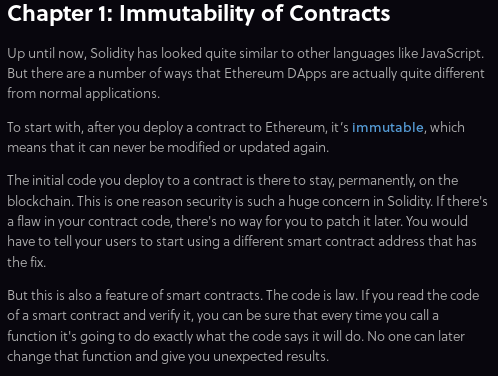 Chapter 1: Immutability of Contracts
Up until now, Solidity has looked quite similar to other languages like JavaScript.
But there are a number of ways that Ethereum DApps are actually quite different
from normal applications.
To start with, after you deploy a contract to Ethereum, it's immutable, which
means that it can never be modified or updated again.
The initial code you deploy to a contract is there to stay, permanently, on the
blockchain. This is one reason security is such a huge concern in Solidity. If there's
a flaw in your contract code, there's no way for you to patch it later. You would
have to tell your users to start using a different smart contract address that has
the fix.
But this is also a feature of smart contracts. The code is law. If you read the code
of a smart contract and verify it, you can be sure that every time you call a
function it's going to do exactly what the code says it will do. No one can later
change that function and give you unexpected results.